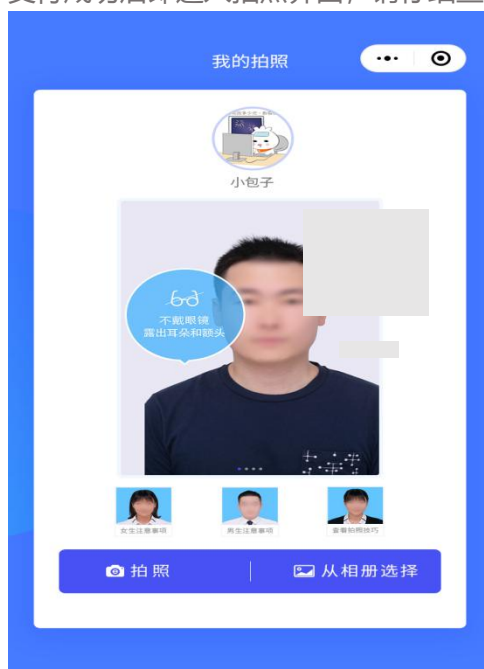 我的拍照
小包子
不戴眼镜
露出耳朵和额头
女生注意事项
男生注意事项
查看拍照技巧
拍照
从相册选择